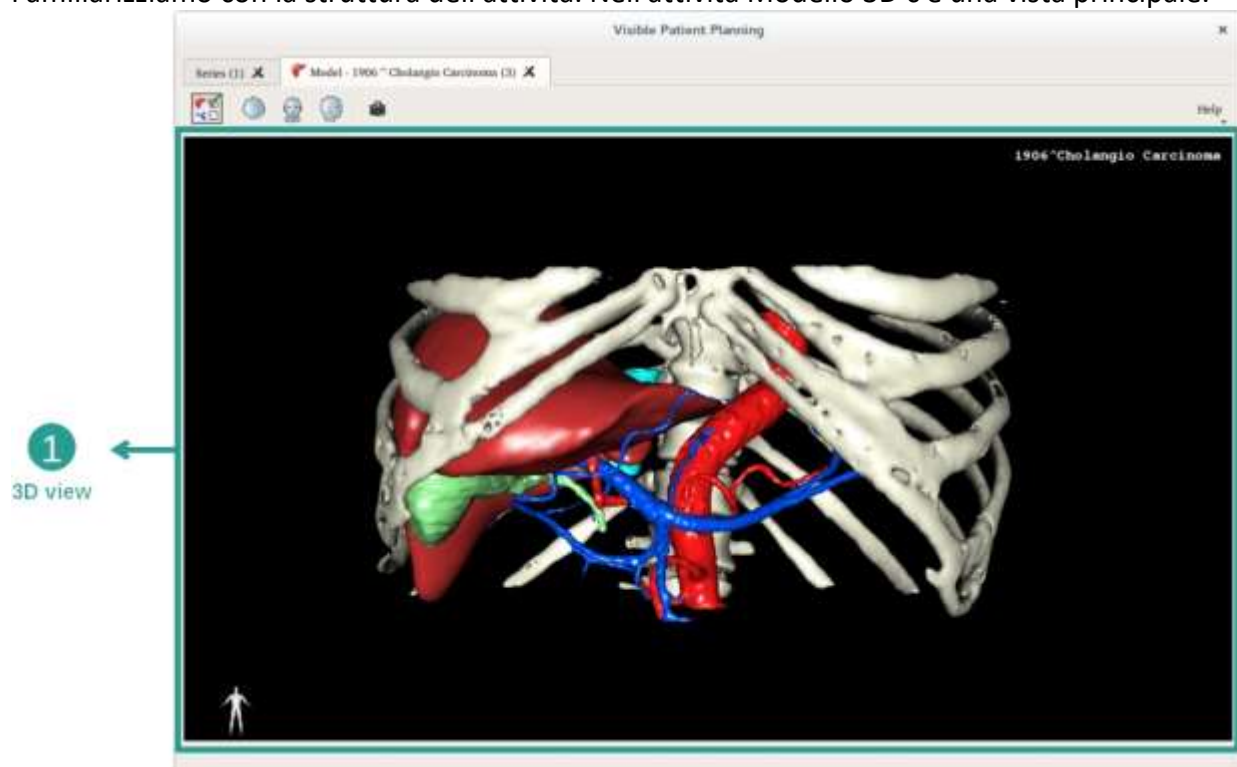 Familiarizziamo con la struttura dell'attività. Nell'attività Modello 3D c'è una vista principale.
Visible Patient Planning
Series (1)
Model - 1906^Cholangio Carcinoma (3)
Help
1906^Cholangio Carcinoma
1
3D view